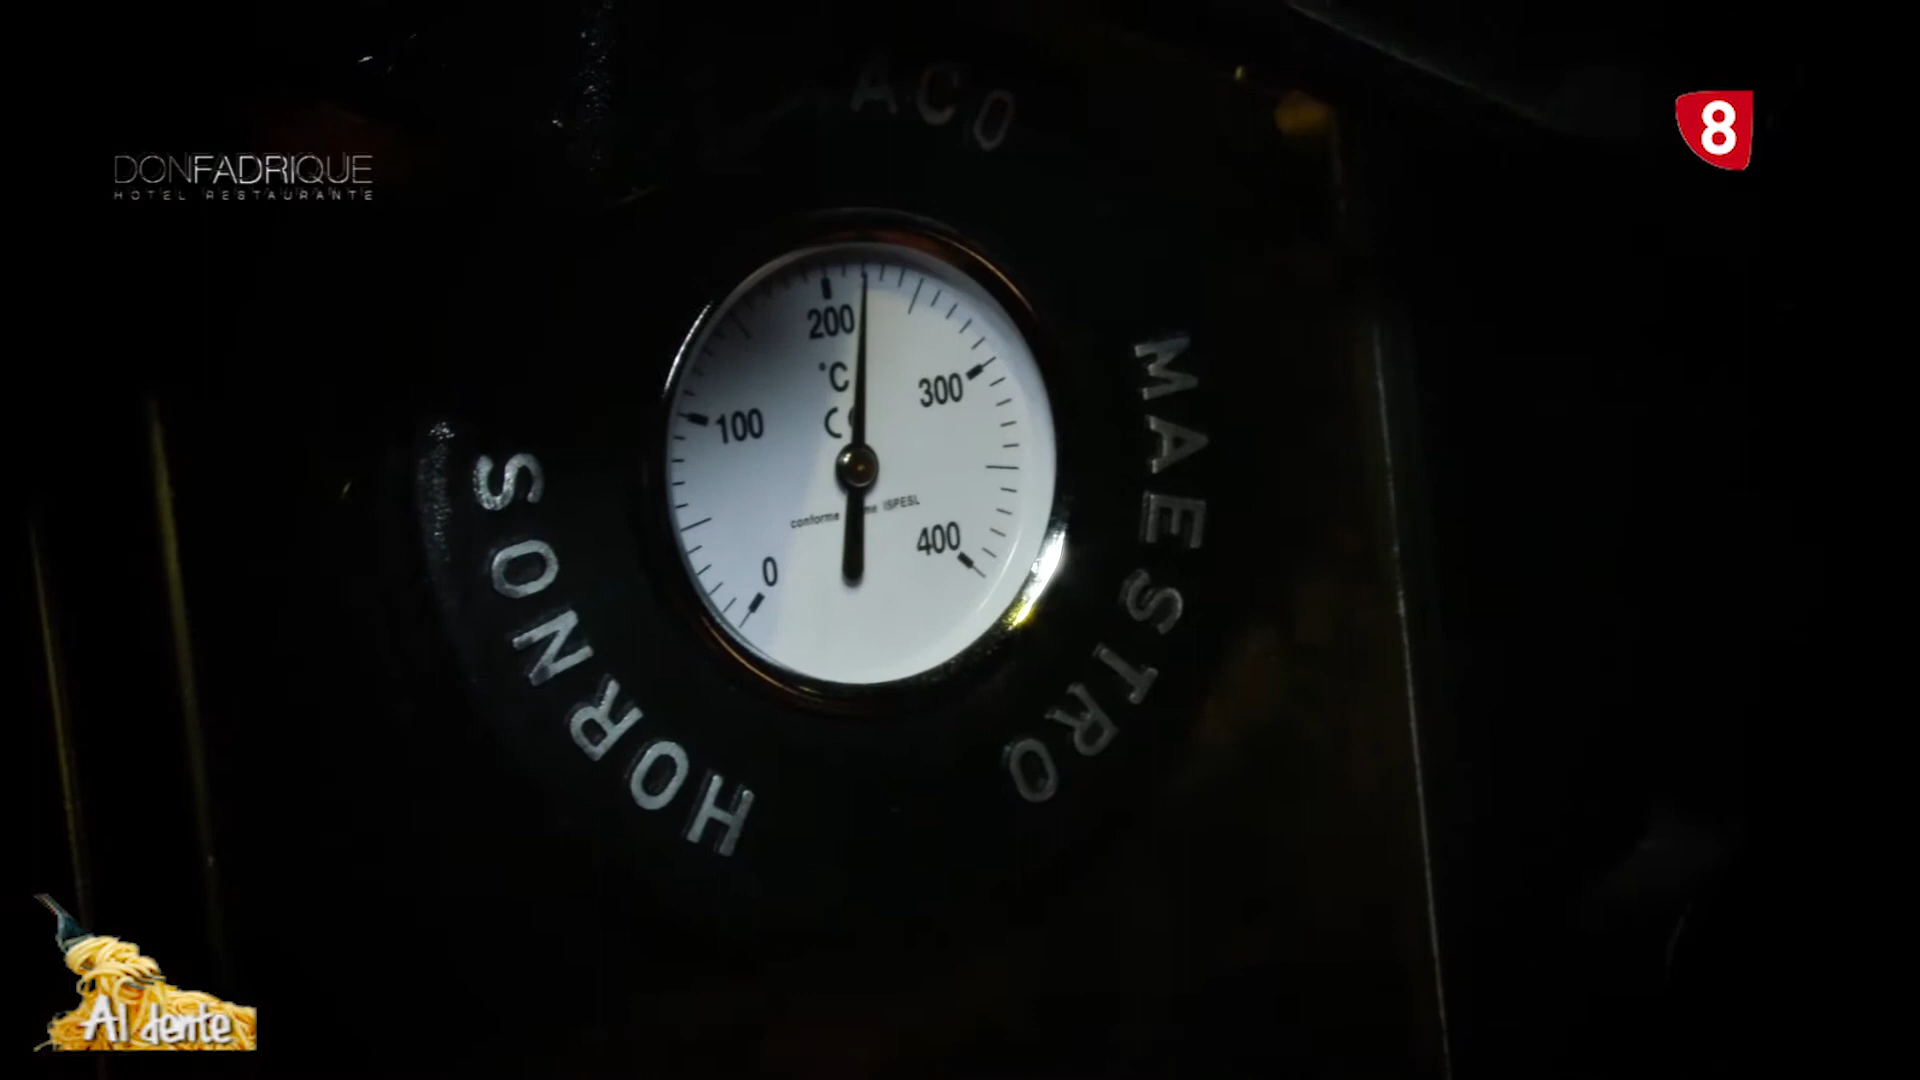 ACO
8
DONFADRIQUE
HOTEL RESTAURANTE
200
°C
300
100
conforme
ISPESL
400
0
HORNOS
MAESTRO
Al dente